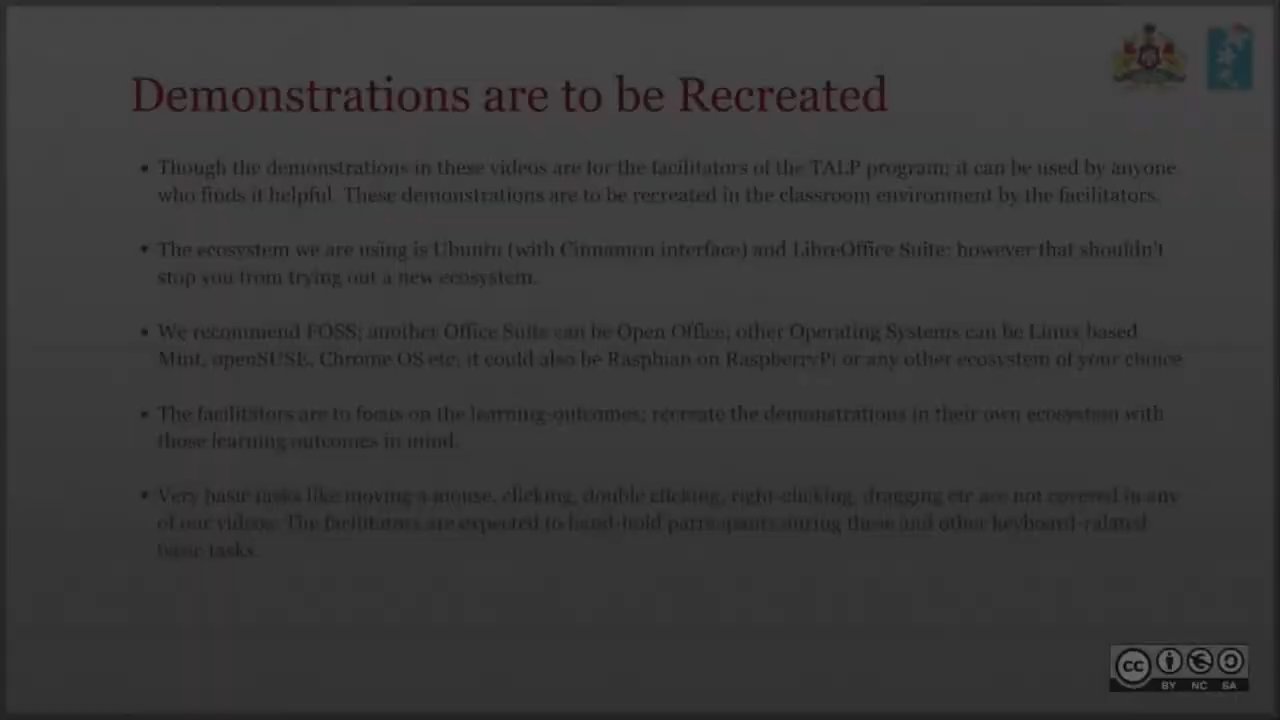 Demonstrations are to be Recreated
• Though the demonstrations in these videos are for the facilitators of the TALP program; it can be used by anyone
who finds it helpful. These demonstrations are to be recreated in the classroom environment by the facilitators.
• The ecosystem we are using is Ubuntu (with Cinnamon interface) and LibreOffice Suite; however that shouldn't
stop you from trying out a new ecosystem.
• We recommend FOSS; another Office Suite can be Open Office; other Operating Systems can be Linux based
Mint, openSUSE, Chrome OS etc; it could also be Raspbian on RaspberryPi or any other ecosystem of your choice
• The facilitators are to focus on the learning-outcomes; recreate the demonstrations in their own ecosystem with
those learning outcomes in mind.
• Very basic tasks like moving a mouse, clicking, double clicking, right-clicking, dragging etc are not covered in any
of our videos. The facilitators are expected to hand-hold participants during these and other keyboard-ralated
basic tasks.
cc
BY NC SA